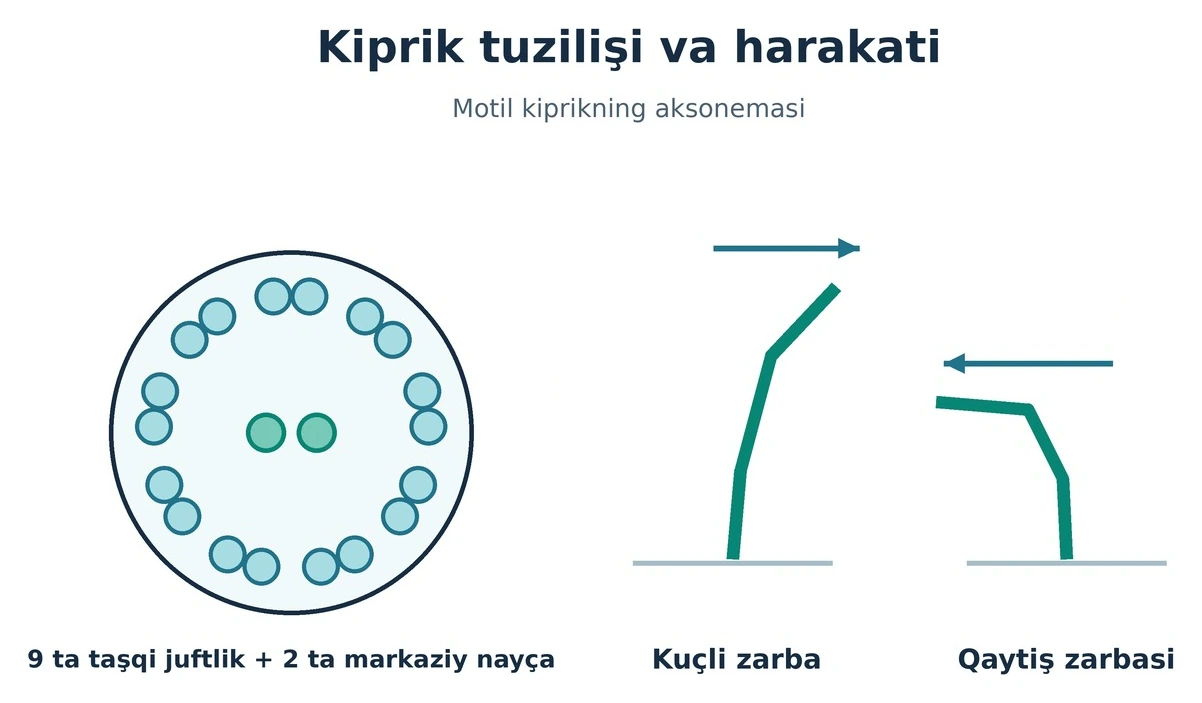 Kiprik tuzilişi va harakati
Motil kiprikning aksonemasi
9 ta taşqi juftlik + 2 ta markaziy nayça
Kuçli zarba
Qaytiş zarbasi